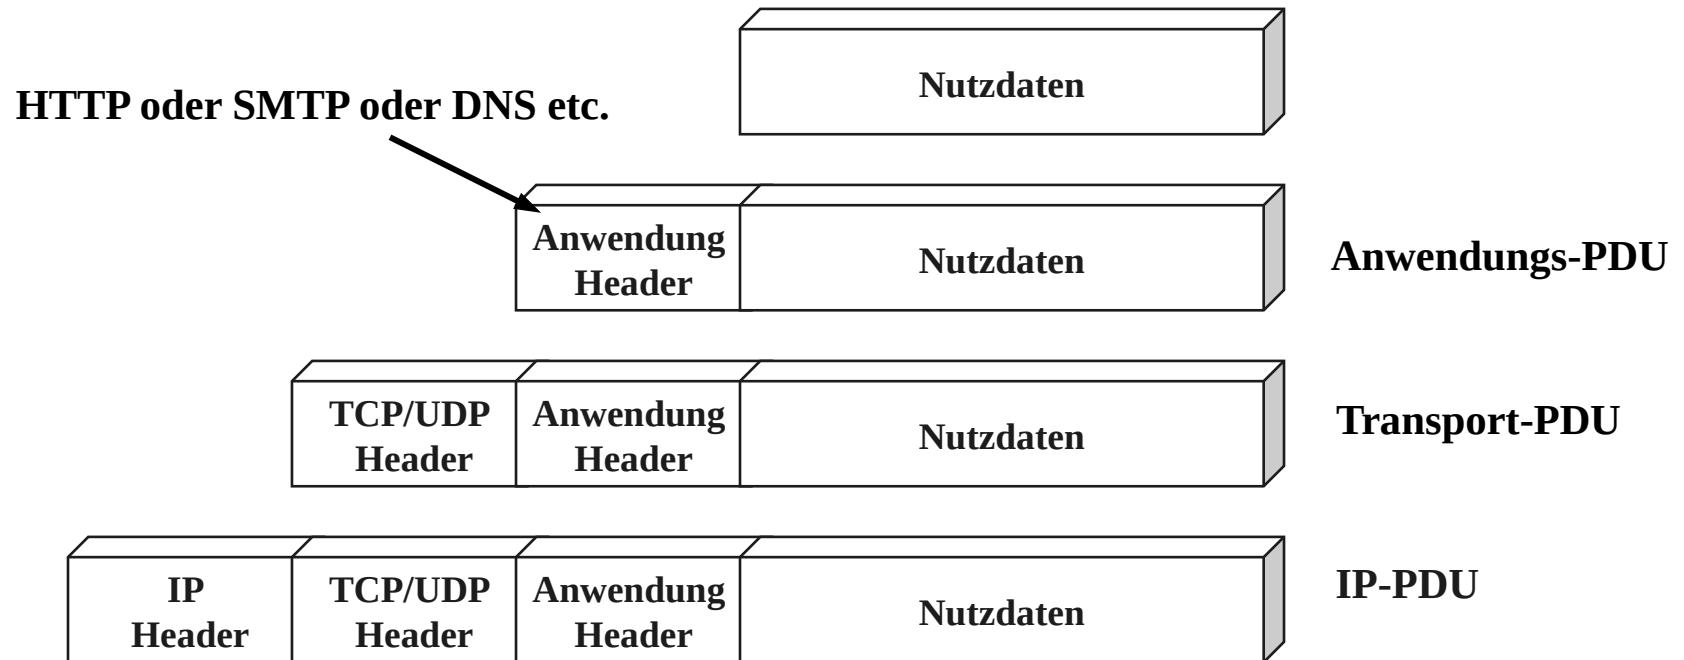 Nutzdaten
HTTP oder SMTP oder DNS etc.
Anwendung
Header
Nutzdaten
Anwendungs-PDU
TCP/UDP
Header
Anwendung
Header
Nutzdaten
Transport-PDU
IP
Header
TCP/UDP
Header
Anwendung
Header
Nutzdaten
IP-PDU